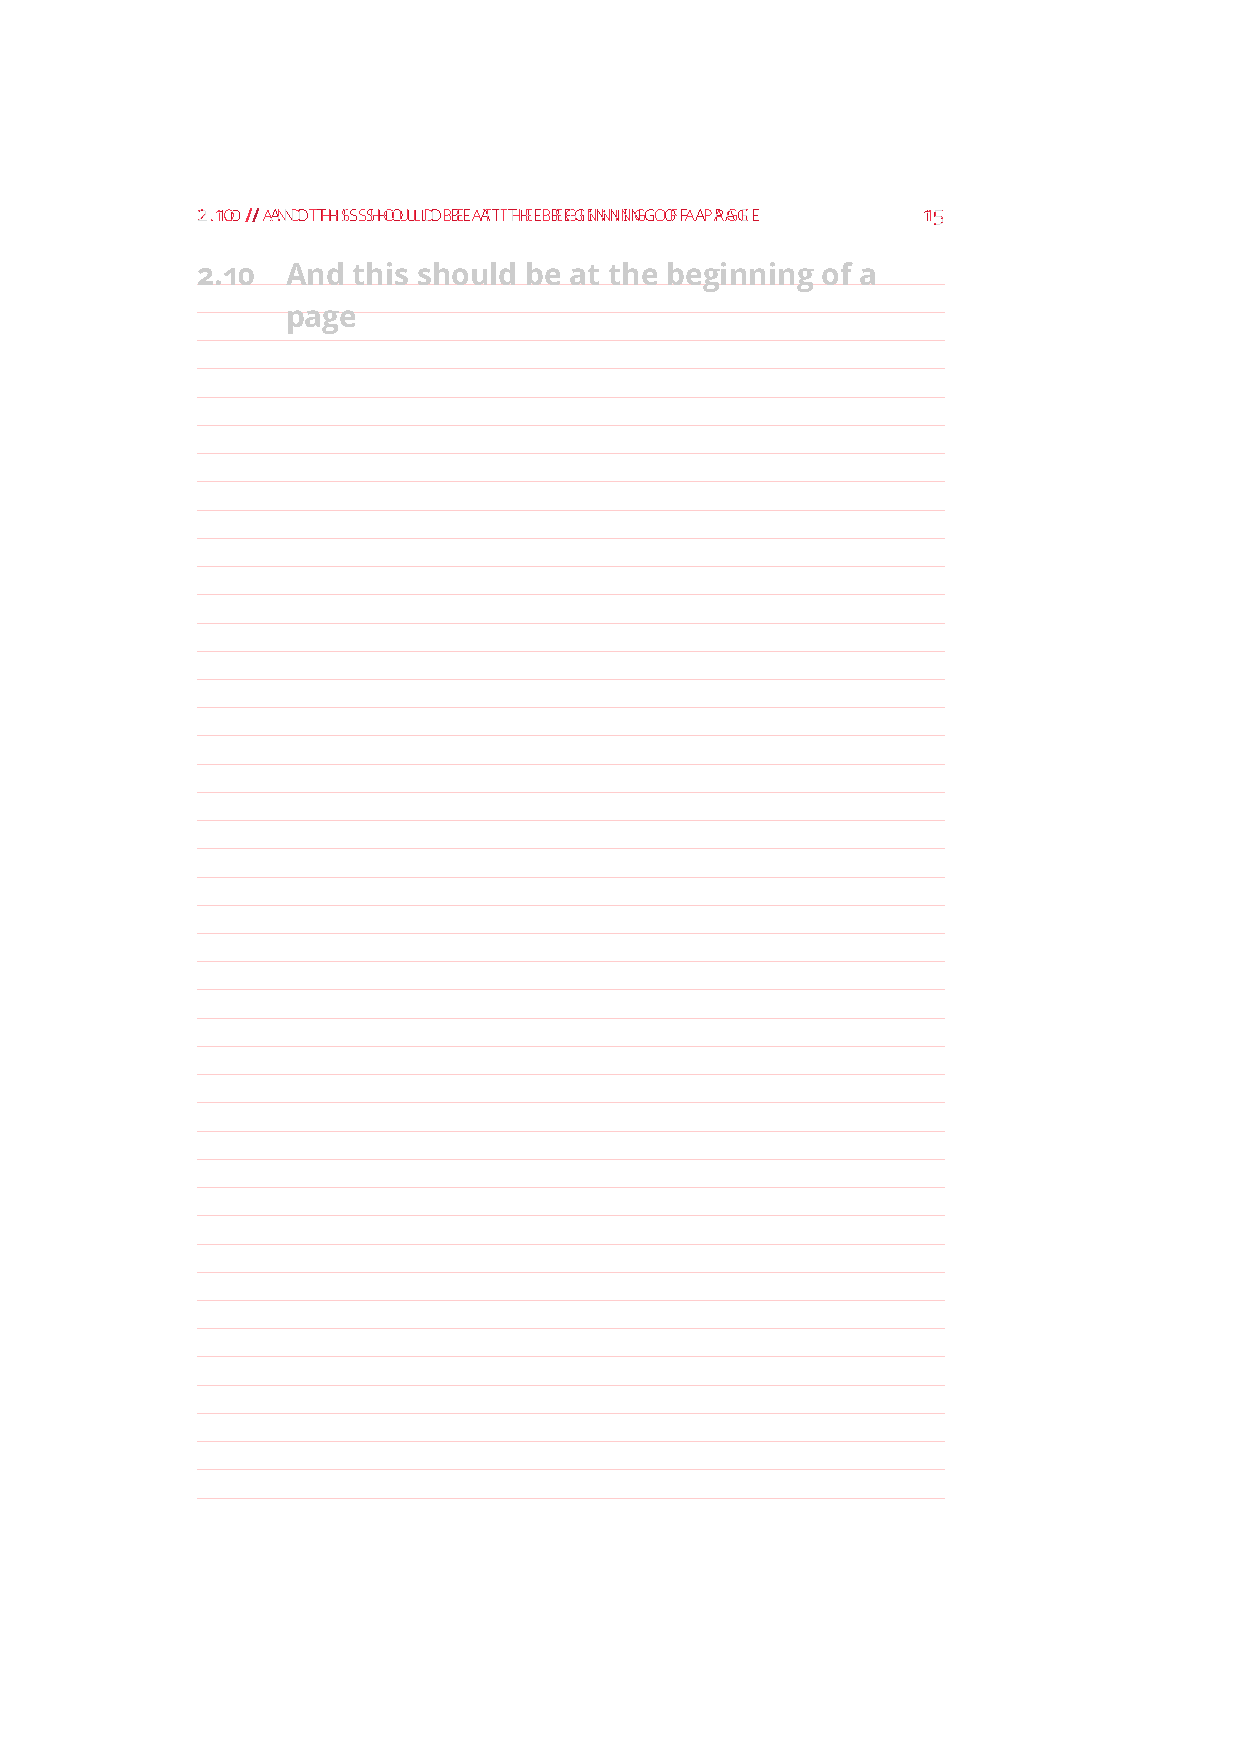 2.10 // AND THIS SHOULD BE AT THE BEGINNING OF A PAGE 15
2.10 And this should be at the beginning of a
page